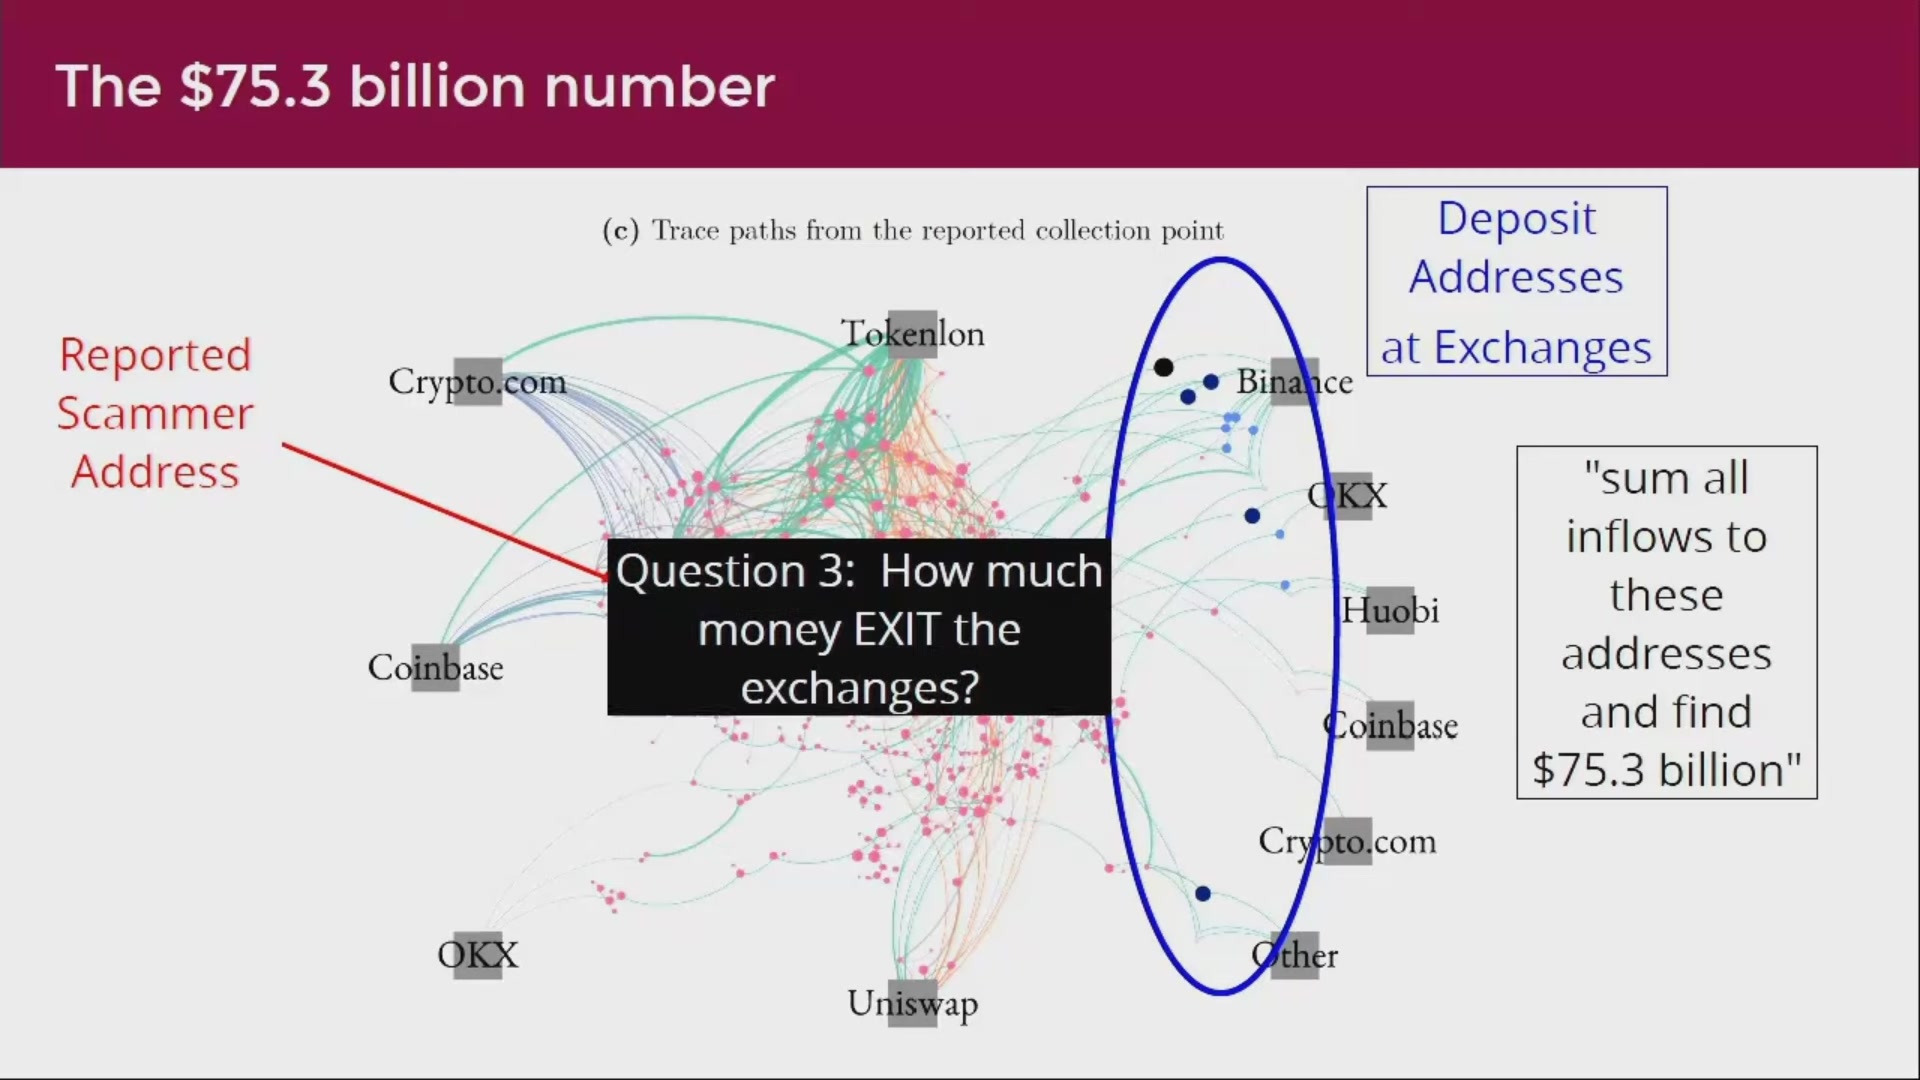 The $75.3 billion number
(c) Trace paths from the reported collection point
Deposit
Addresses
at Exchanges
Reported
Scammer
Address
Tokenlon
Crypto.com
Binance
OKX
"sum all
inflows to
these
addresses
and find
$75.3 billion"
Question 3: How much
money EXIT the
exchanges?
Huobi
Coinbase
Coinbase
Crypto.com
OKX
Other
Uniswap